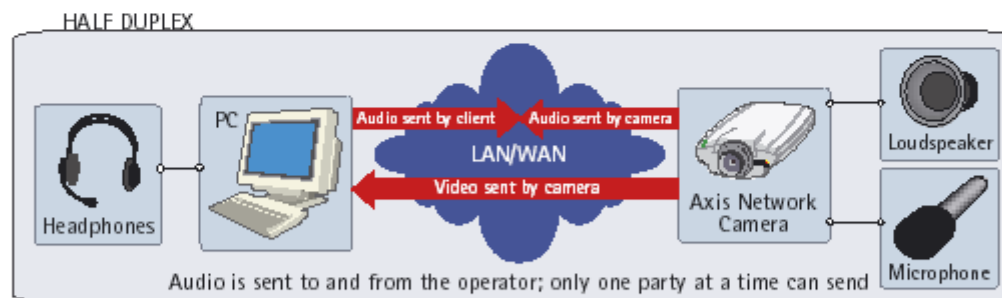 HALF DUPLEX
Headphones
PC
Audio sent by client
Audio sent by camera
LAN/WAN
Video sent by camera
Axis Network
Camera
Loudspeaker
Microphone
Audio is sent to and from the operator; only one party at a time can send